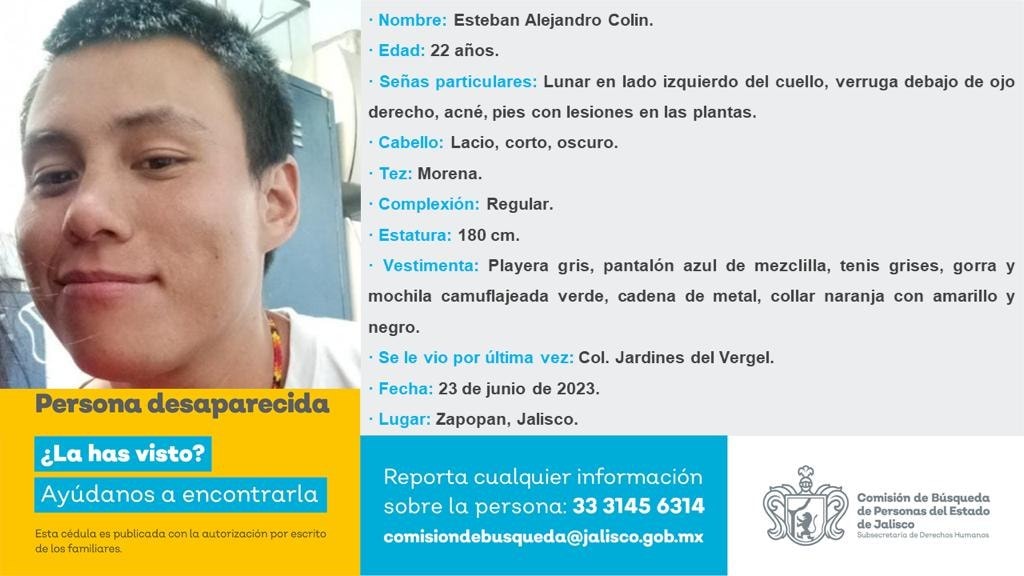 · Nombre: Esteban Alejandro Colin.
· Edad: 22 años.
· Señas particulares: Lunar en lado izquierdo del cuello, verruga debajo de ojo
derecho, acné, pies con lesiones en las plantas.
· Cabello: Lacio, corto, oscuro.
· Tez: Morena.
· Complexión: Regular.
· Estatura: 180 cm.
· Vestimenta: Playera gris, pantalón azul de mezclilla, tenis grises, gorra y
mochila camuflajeada verde, cadena de metal, collar naranja con amarillo y
negro.
· Se le vio por última vez: Col. Jardines del Vergel.
· Fecha: 23 de junio de 2023.
· Lugar: Zapopan, Jalisco.
Persona desaparecida
¿La has visto?
Ayúdanos a encontrarla
Esta cédula es publicada con la autorización por escrito
de los familiares.
Reporta cualquier información
sobre la persona: 33 3145 6314
comisiondebusqueda@jalisco.gob.mx
Comisión de Búsqueda
de Personas del Estado
de Jalisco
Subsecretaría de Derechos Humanos